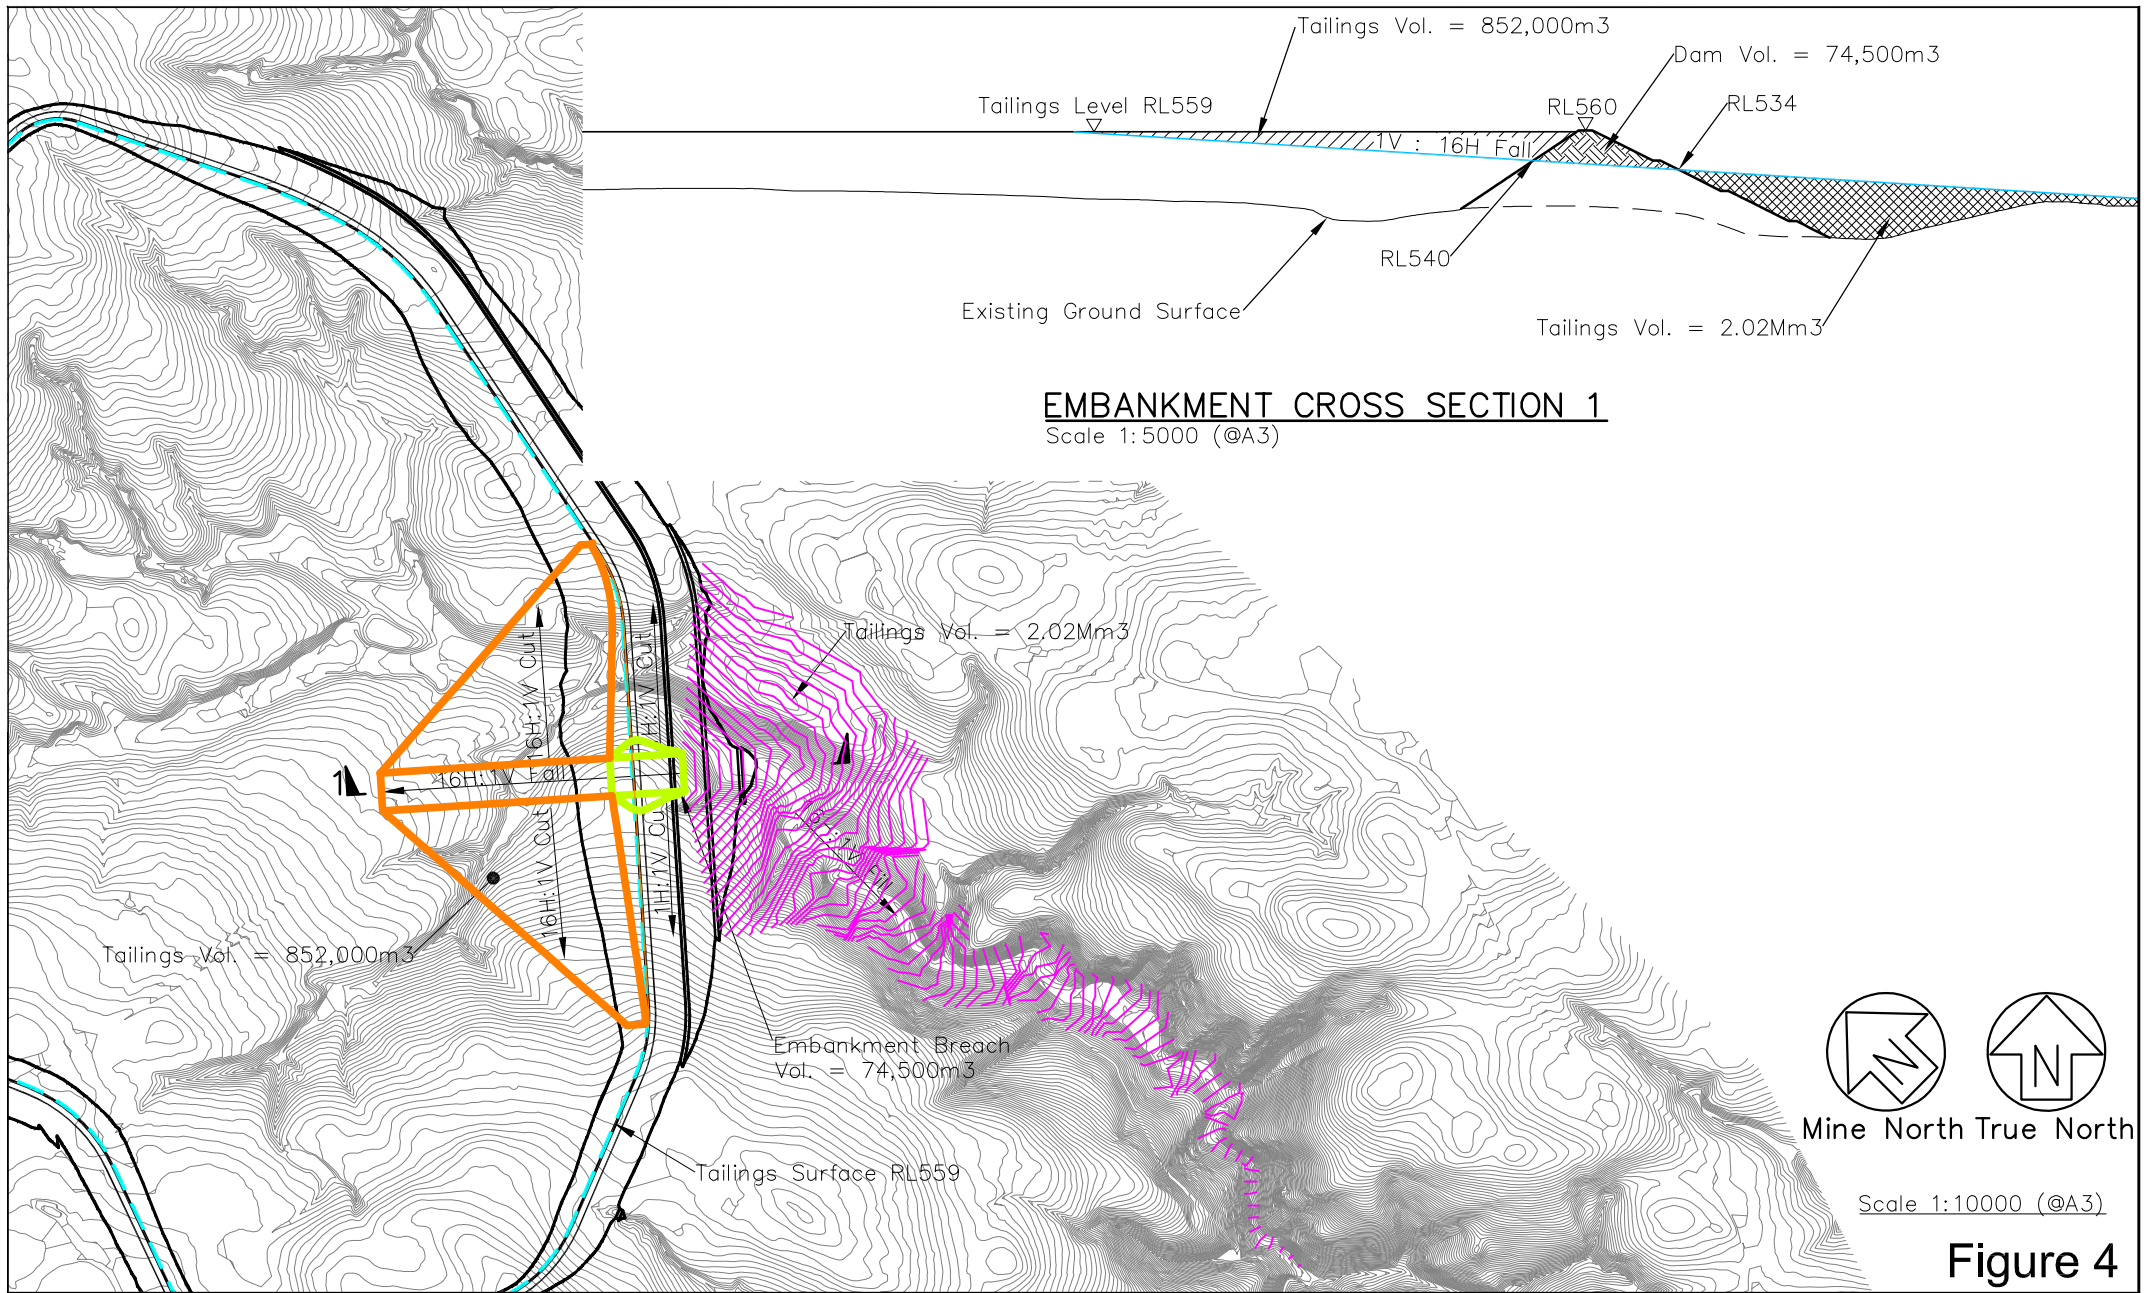 Tailings Vol. = 852,000m3
Dam Vol. = 74,500m3
Tailings Level RL559
RL560
RL534
1V : 16H Fall
RL540
Existing Ground Surface
Tailings Vol. = 2.02Mm3
EMBANKMENT CROSS SECTION 1
Scale 1:5000 (@A3)
Tailings Vol. = 2.02Mm3
16H:1V Cut
1H:1V Cut
1
16H:1V Fall
1
16H:1V Cut
1H:1V Cut
Fill
Tailings Vol. = 852,000m3
Embankment Breach
Vol. = 74,500m3
Tailings Surface RL559
N
N
Mine North
True North
Scale 1:10000 (@A3)
Figure 4